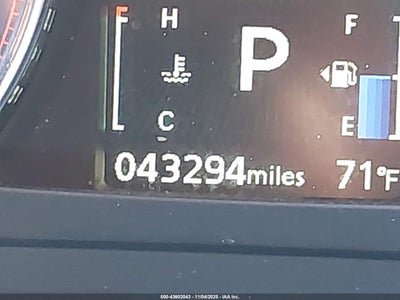 H P F
C E
043294miles 71°F
000-43602043 - 11/04/2025 - IAA Inc.